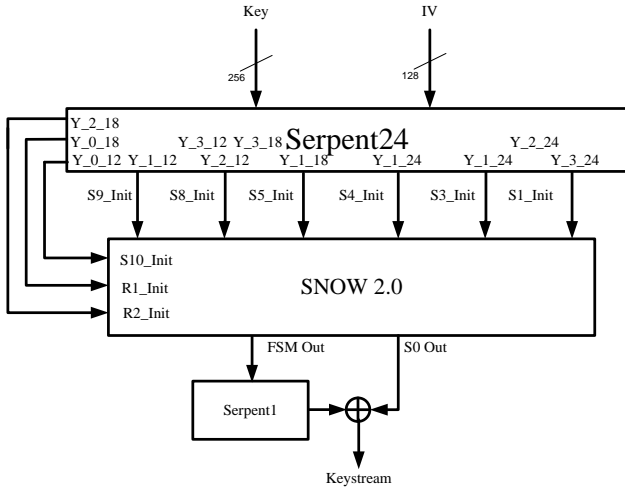 Key
IV
256
128
Y_2_18
Y_0_18
Y_3_12 Y_3_18
Serpent24
Y_2_24
Y_0_12 Y_1_12 Y_2_12 Y_1_18 Y_1_24 Y_1_24 Y_3_24
S9_Init S8_Init S5_Init S4_Init S3_Init S1_Init
S10_Init
R1_Init
SNOW 2.0
R2_Init
FSM Out
S0 Out
Serpent1
Keystream